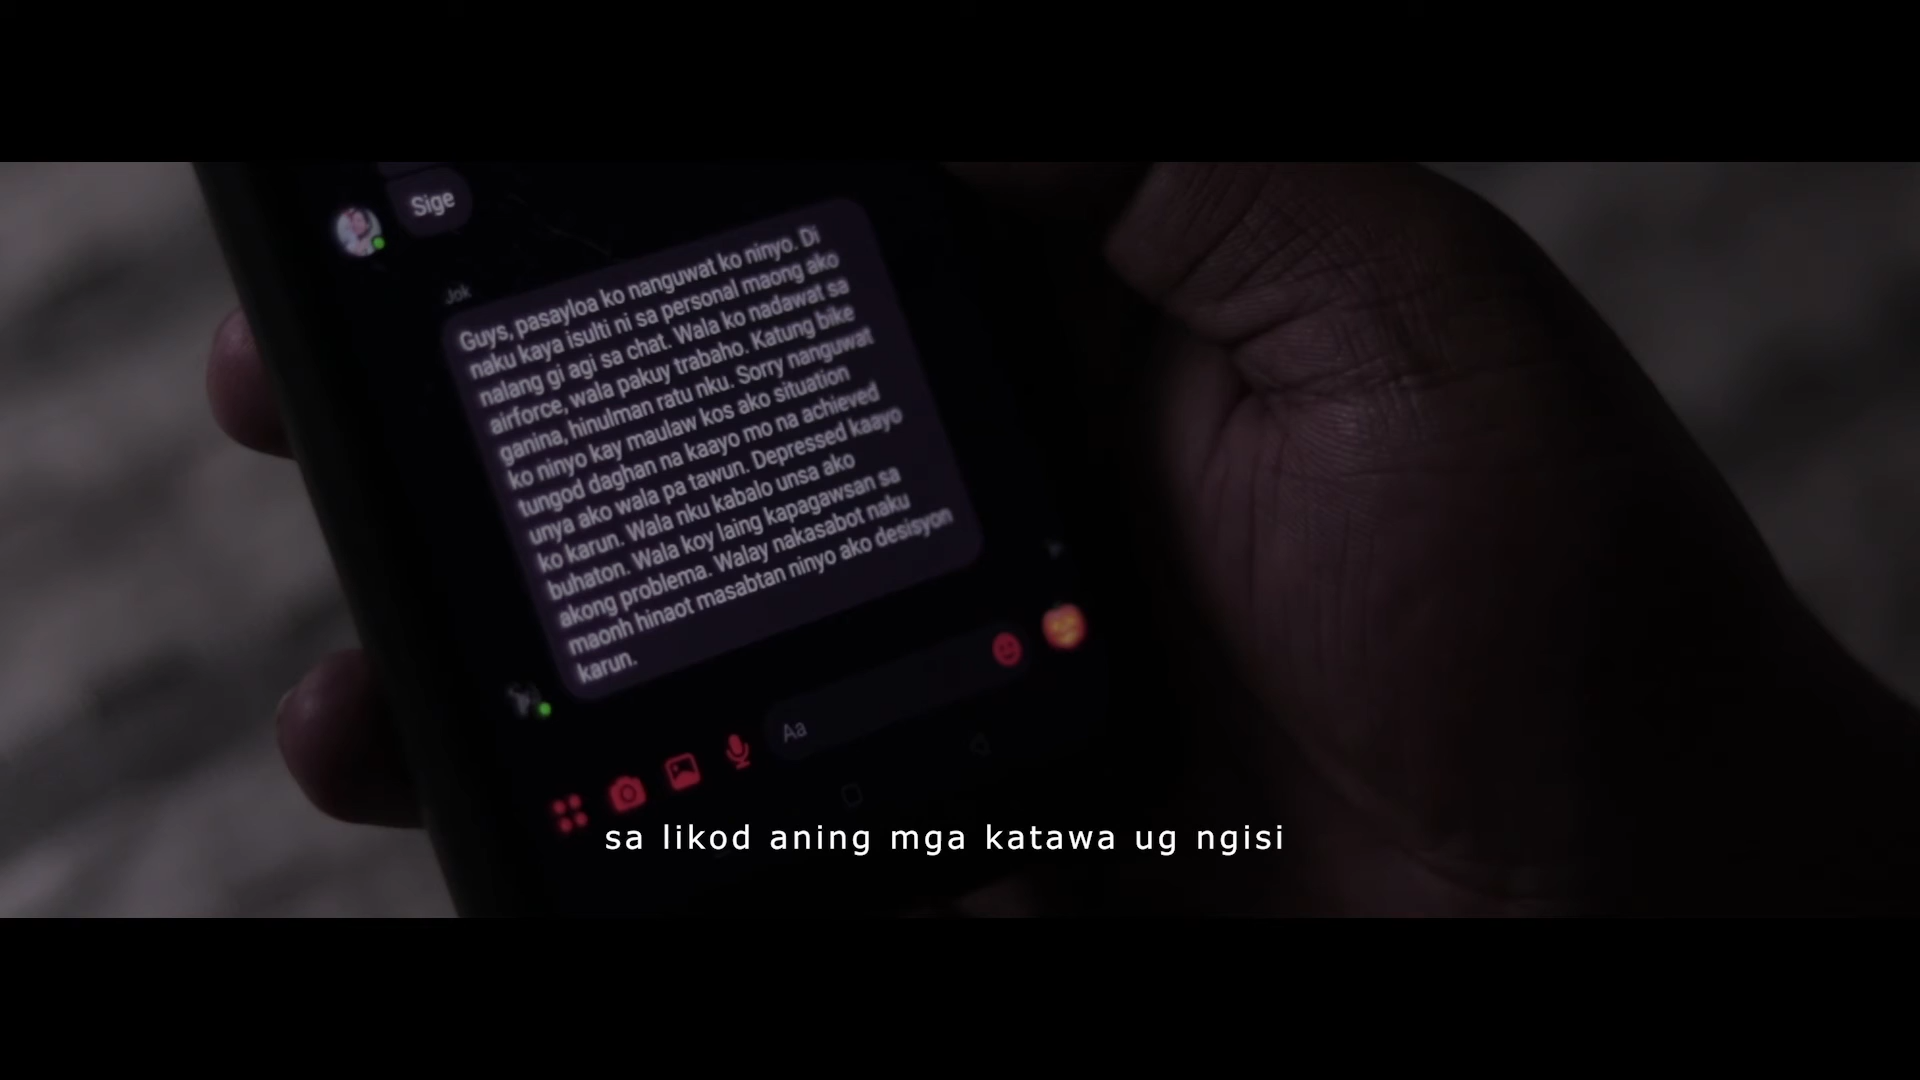 Sige
Jok
Guys, pasayloa ko nanguwat ko ninyo. Di
naku kaya isulti ni sa personal maong ako
nalang gi agi sa chat. Wala ko nadawat sa
airforce, wala pakuy trabaho. Katung bike
ganina, hinulman ratu nku. Sorry nanguwat
ko ninyo kay maulaw kos ako situation
tungod daghan na kaayo mo na achieved
unya ako wala pa tawun. Depressed kaayo
ko karun. Wala nku kabalo unsa ako
buhaton. Wala koy laing kapagawsan sa
akong problema. Walay nakasabot naku
maonh hinaot masabtan ninyo ako desisyon
karun.
Aa
sa likod aning mga katawa ug ngisi